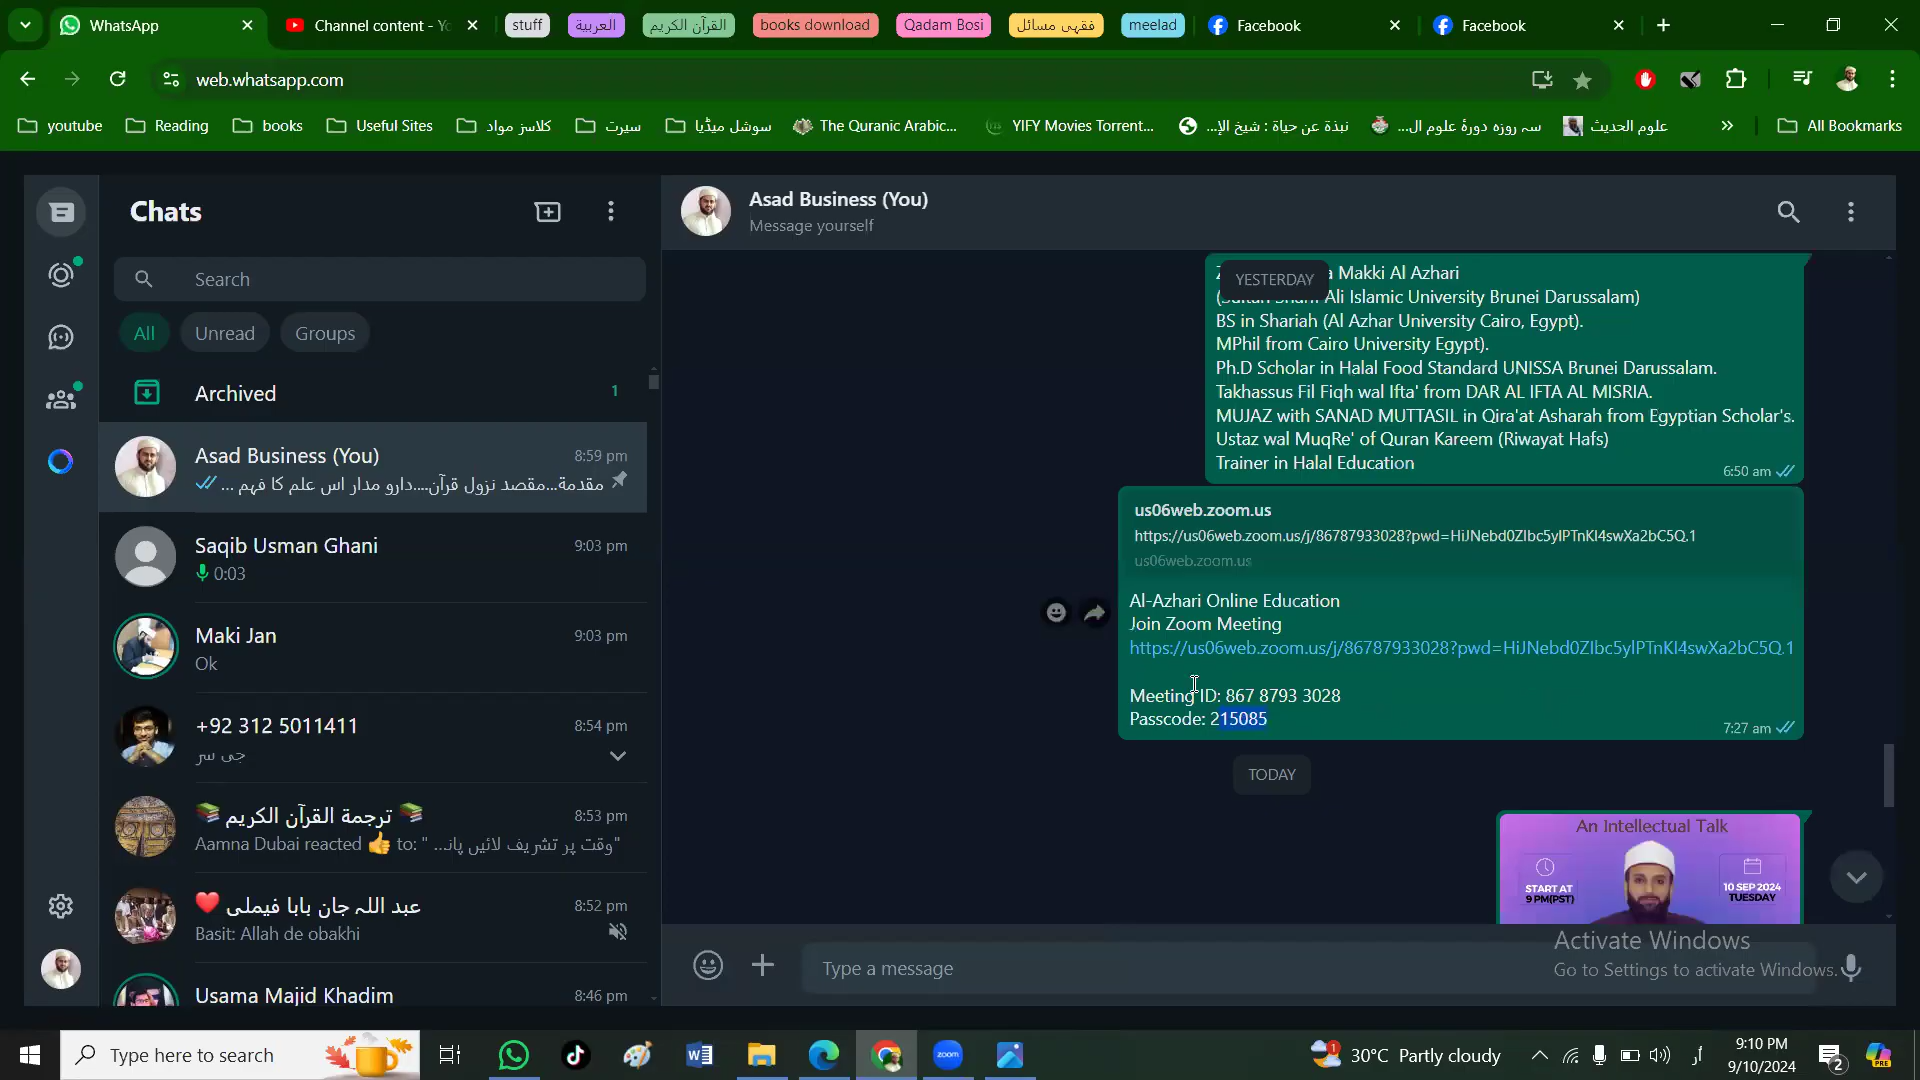 WhatsApp
Channel content - Yo
stuff
العربية
القرآن الكريم
books download
Qadam Bosi
فقہی مسائل
meelad
Facebook
Facebook
web.whatsapp.com
youtube
Reading
books
Useful Sites
کلاسز مواد
سیرت
سوشل میڈیا
The Quranic Arabic...
YIFY Movies Torrent...
نبذة عن حياة : شيخ الإ...
سہ روزہ دورۂ علوم ال...
علوم الحديث
All Bookmarks
Chats
Search
All
Unread
Groups
Archived
1
Asad Business (You)
8:59 pm
مقدمة...مقصد نزول قرآن....دارو مدار اس علم کا فہم ...
Saqib Usman Ghani
9:03 pm
0:03
Maki Jan
9:03 pm
Ok
+92 312 5011411
8:54 pm
جی سر
📚 ترجمة القرآن الكريم 📚
8:53 pm
Aamna Dubai reacted 👍 to: " وقت پر تشریف لائیں پان..."
عبد اللہ جان بابا فیملی ❤️
8:52 pm
Basit: Allah de obakhi
Usama Majid Khadim
8:46 pm
Asad Business (You)
Message yourself
YESTERDAY
a Makki Al Azhari
Ali Islamic University Brunei Darussalam)
BS in Shariah (Al Azhar University Cairo, Egypt).
MPhil from Cairo University Egypt).
Ph.D Scholar in Halal Food Standard UNISSA Brunei Darussalam.
Takhassus Fil Fiqh wal Ifta' from DAR AL IFTA AL MISRIA.
MUJAZ with SANAD MUTTASIL in Qira'at Asharah from Egyptian Scholar's.
Ustaz wal MuqRe' of Quran Kareem (Riwayat Hafs)
Trainer in Halal Education
6:50 am
us06web.zoom.us
https://us06web.zoom.us/j/86787933028?pwd=HiJNebd0ZIbc5ylPTnKI4swXa2bC5Q.1
us06web.zoom.us
Al-Azhari Online Education
Join Zoom Meeting
https://us06web.zoom.us/j/86787933028?pwd=HiJNebd0ZIbc5ylPTnKI4swXa2bC5Q.1
Meeting ID: 867 8793 3028
Passcode: 215085
7:27 am
TODAY
An Intellectual Talk
START AT
9 PM(PST)
10 SEP 2024
TUESDAY
Type a message
Activate Windows
Go to Settings to activate Windows.
Type here to search
zoom
1
30°C Partly cloudy
أر
9:10 PM
9/10/2024
2
PRE